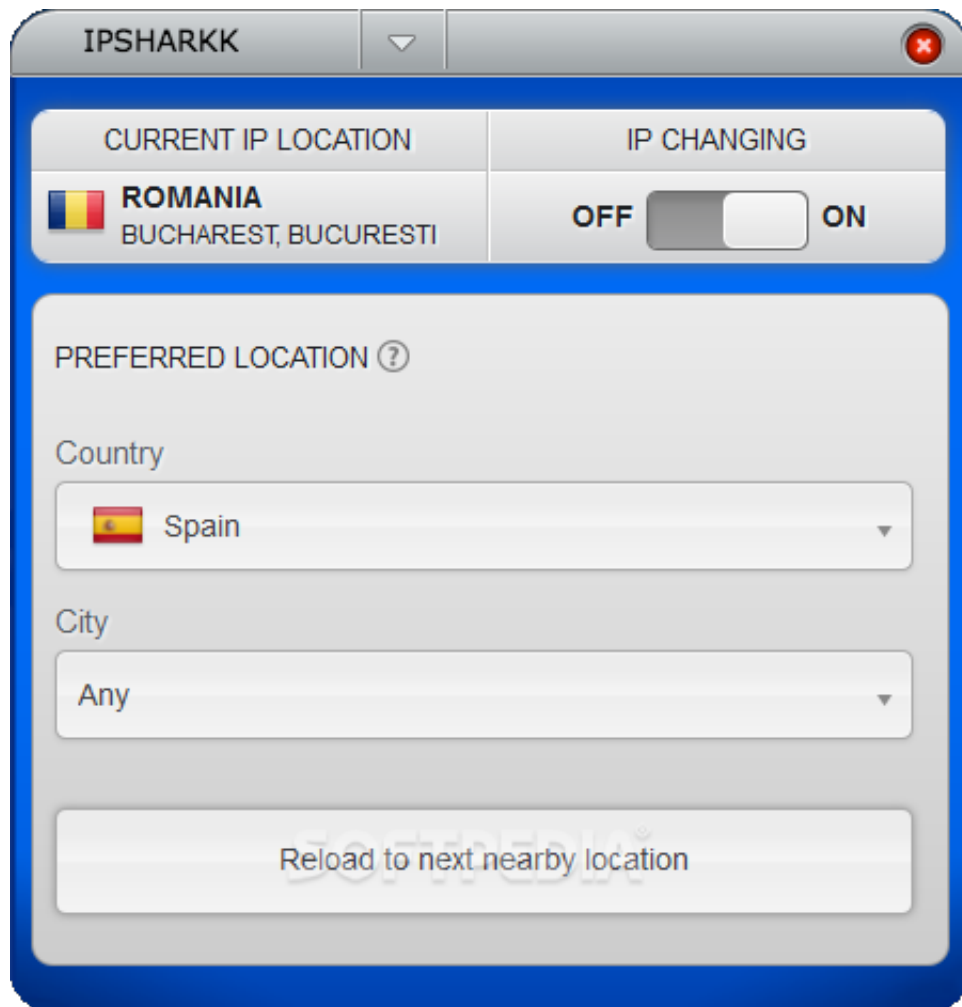 IPSHARKK
CURRENT IP LOCATION
IP CHANGING
ROMANIA
BUCHAREST, BUCURESTI
OFF
ON
PREFERRED LOCATION ?
Country
Spain
City
Any
SOFTPEDIA®
Reload to next nearby location